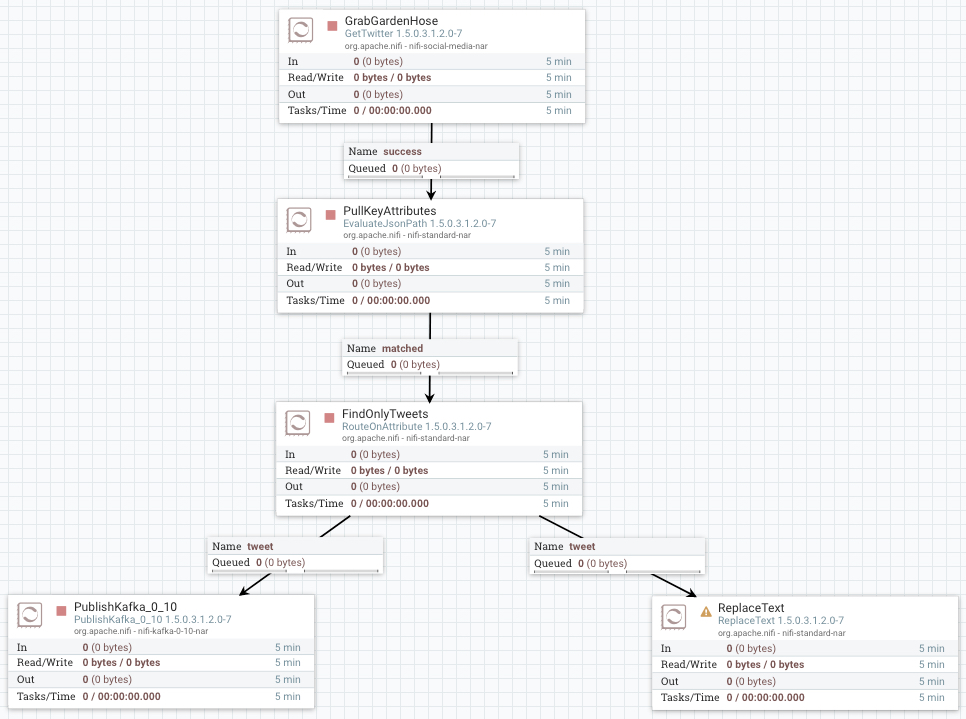 GrabGardenHose
GetTwitter 1.5.0.3.1.2.0-7
org.apache.nifi - nifi-social-media-nar
In 0 (0 bytes) 5 min
Read/Write 0 bytes / 0 bytes 5 min
Out 0 (0 bytes) 5 min
Tasks/Time 0 / 00:00:00.000 5 min
Name success
Queued 0 (0 bytes)
PullKeyAttributes
EvaluateJsonPath 1.5.0.3.1.2.0-7
org.apache.nifi - nifi-standard-nar
In 0 (0 bytes) 5 min
Read/Write 0 bytes / 0 bytes 5 min
Out 0 (0 bytes) 5 min
Tasks/Time 0 / 00:00:00.000 5 min
Name matched
Queued 0 (0 bytes)
FindOnlyTweets
RouteOnAttribute 1.5.0.3.1.2.0-7
org.apache.nifi - nifi-standard-nar
In 0 (0 bytes) 5 min
Read/Write 0 bytes / 0 bytes 5 min
Out 0 (0 bytes) 5 min
Tasks/Time 0 / 00:00:00.000 5 min
Name tweet
Queued 0 (0 bytes)
Name tweet
Queued 0 (0 bytes)
PublishKafka_0_10
PublishKafka_0_10 1.5.0.3.1.2.0-7
org.apache.nifi - nifi-kafka-0-10-nar
In 0 (0 bytes) 5 min
Read/Write 0 bytes / 0 bytes 5 min
Out 0 (0 bytes) 5 min
Tasks/Time 0 / 00:00:00.000 5 min
ReplaceText
ReplaceText 1.5.0.3.1.2.0-7
org.apache.nifi - nifi-standard-nar
In 0 (0 bytes) 5 min
Read/Write 0 bytes / 0 bytes 5 min
Out 0 (0 bytes) 5 min
Tasks/Time 0 / 00:00:00.000 5 min